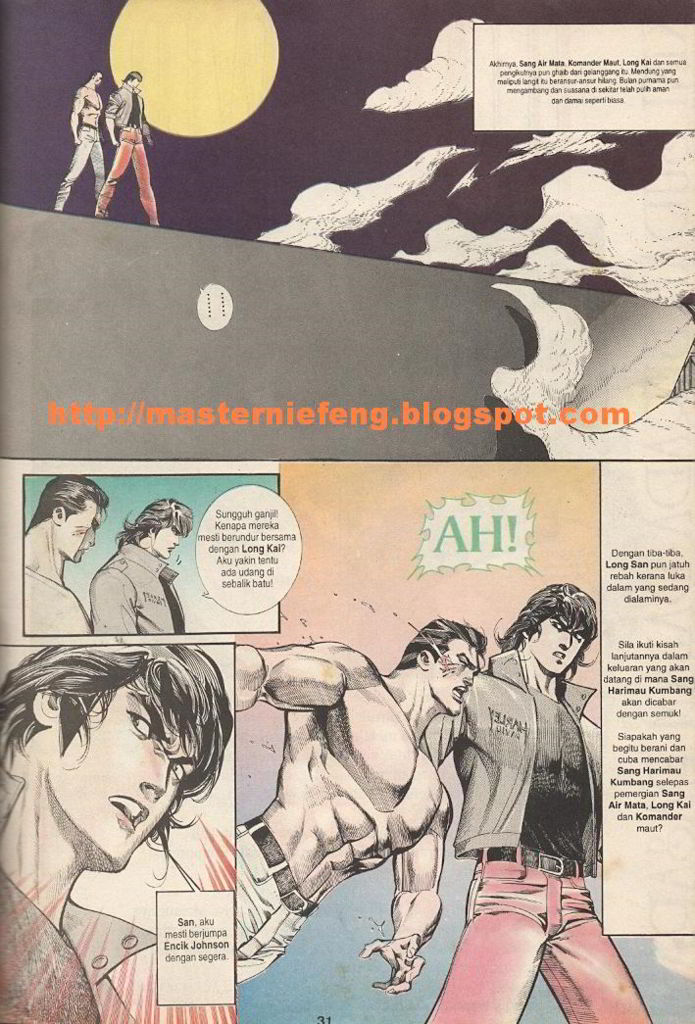 Akhirnya, Sang Air Mata, Komander Maut, Long Kai dan semua
pengikutnya pun ghaib dari gelanggang itu. Mendung yang
meliputi langit itu beransur-ansur hilang. Bulan purnama pun
mengambang dan suasana di sekitar telah pulih aman
dan damai seperti biasa.
http://masterniefeng.blogspot.com
Sungguh ganjil!
Kenapa mereka
mesti berundur bersama
dengan Long Kai?
Aku yakin tentu
ada udang di
sebalik batu!
AH!
Dengan tiba-tiba,
Long San pun jatuh
rebah kerana luka
dalam yang sedang
dialaminya.
San, aku
mesti berjumpa
Encik Johnson
dengan segera.
Sila ikuti kisah
lanjutannya dalam
keluaran yang akan
datang di mana Sang
Harimau Kumbang
akan dicabar
dengan semuk!
Siapakah yang
begitu berani dan
cuba mencabar
Sang Harimau
Kumbang selepas
pemergian Sang
Air Mata, Long Kai
dan Komander
maut?
31